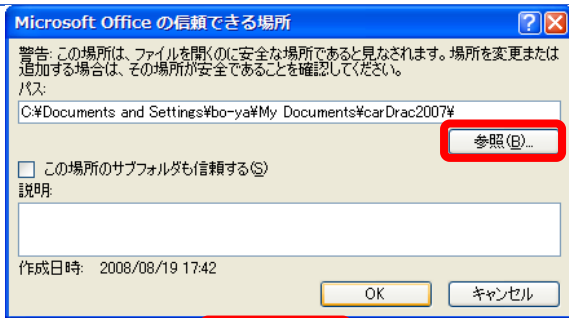 Microsoft Office の信頼できる場所
警告: この場所は、ファイルを開くのに安全な場所であると見なされます。場所を変更または
追加する場合は、その場所が安全であることを確認してください。
パス:
C:¥Documents and Settings¥bo-ya¥My Documents¥carDrac2007¥
参照(B)...
この場所のサブフォルダも信頼する(S)
説明:
作成日時: 2008/08/19 17:42
OK キャンセル